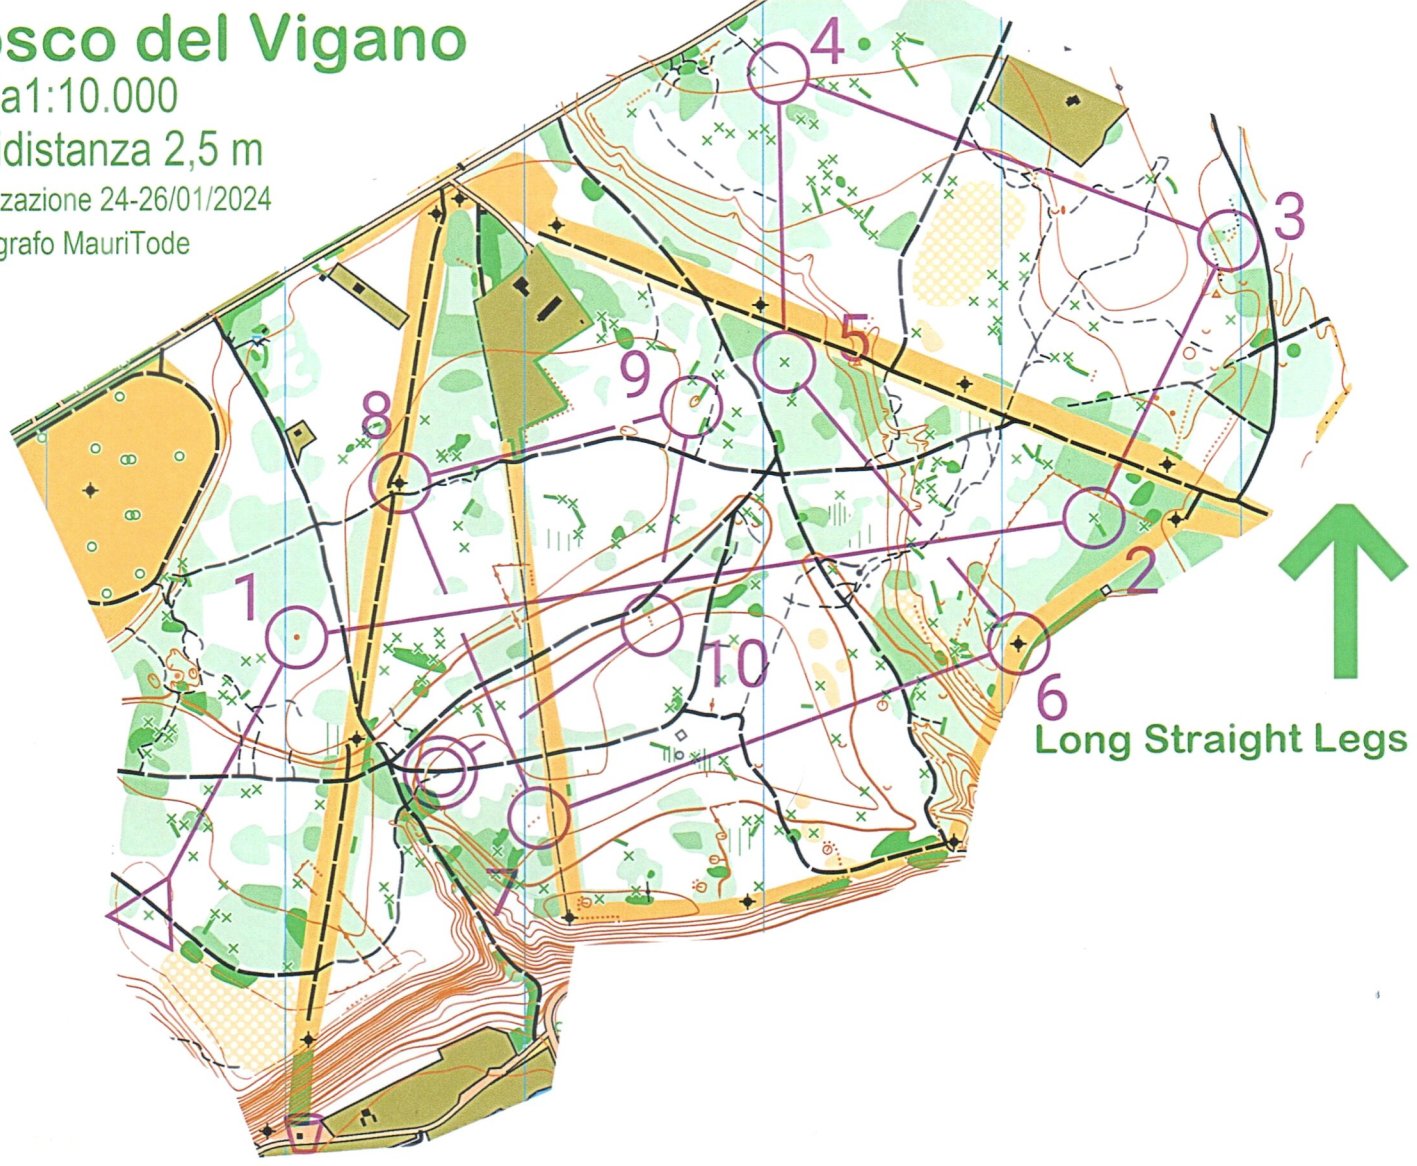 osco del Vigano
a1:10.000
idistanza 2,5 m
zazione 24-26/01/2024
grafo MauriTode
4
3
5
9
8
1
2
10
6
Long Straight Legs
7